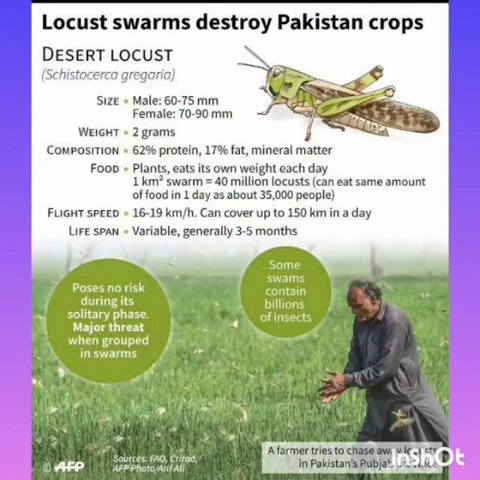 Locust swarms destroy Pakistan crops
DESERT LOCUST
(Schistocerca gregaria)
SIZE • Male: 60-75 mm
Female: 70-90 mm
WEIGHT • 2 grams
COMPOSITION • 62% protein, 17% fat, mineral matter
FOOD • Plants, eats its own weight each day
1 km² swarm = 40 million locusts (can eat same amount
of food in 1 day as about 35,000 people)
FLIGHT SPEED • 16-19 km/h. Can cover up to 150 km in a day
LIFE SPAN • Variable, generally 3-5 months
Poses no risk
during its
solitary phase.
Major threat
when grouped
in swarms
Some
swams
contain
billions
of insects
© AFP
Sources: FAO, Crirad,
AFP Photo/Arif Ali
A farmer tries to chase away
in Pakistan's Pubjab
InShOt